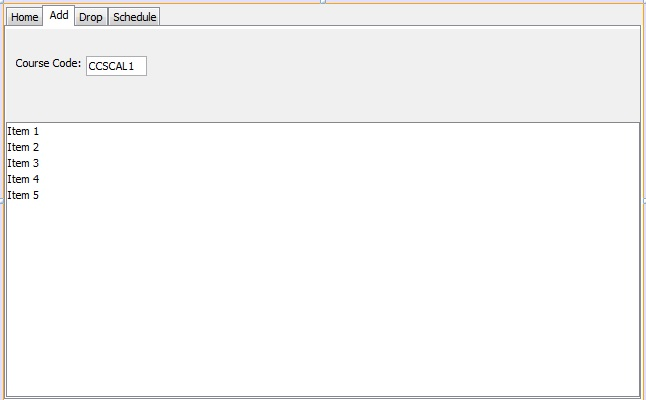 Home Add Drop Schedule
Course Code: CCSCAL1
Item 1
Item 2
Item 3
Item 4
Item 5